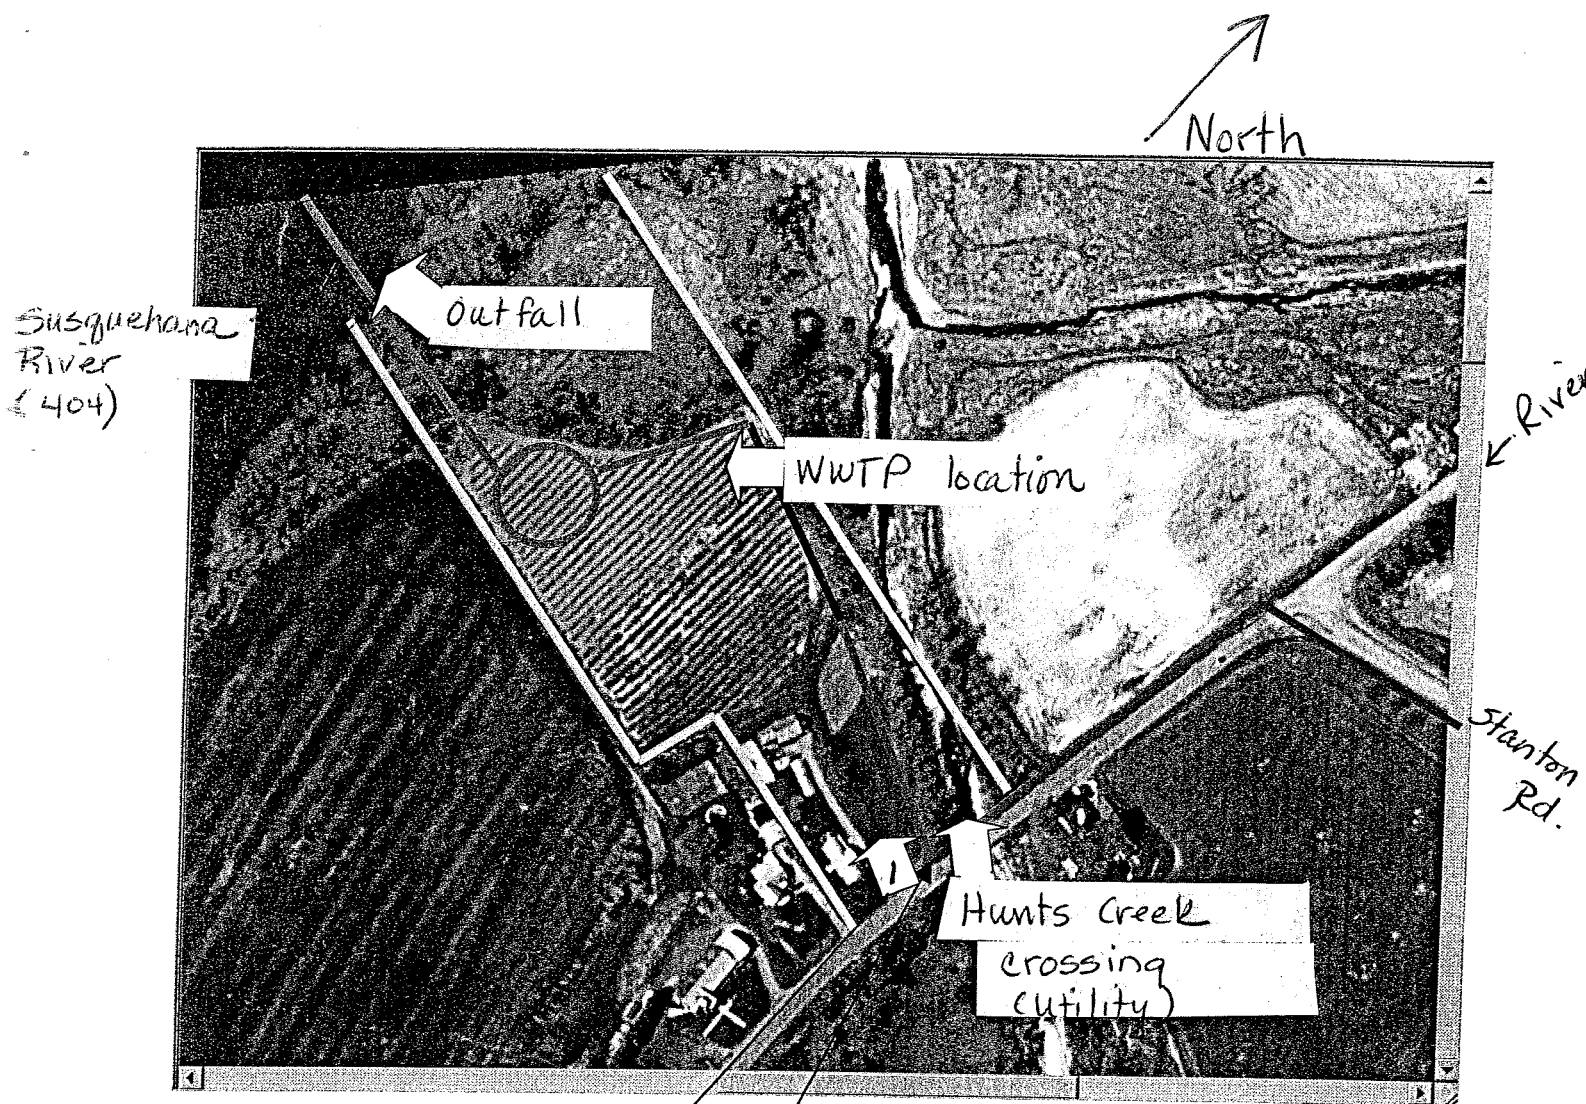 North
Outfall
Susquehana
River
(404)
WWTP location
River
Stanton
Rd.
1
Hunts Creek
crossing
(utility)